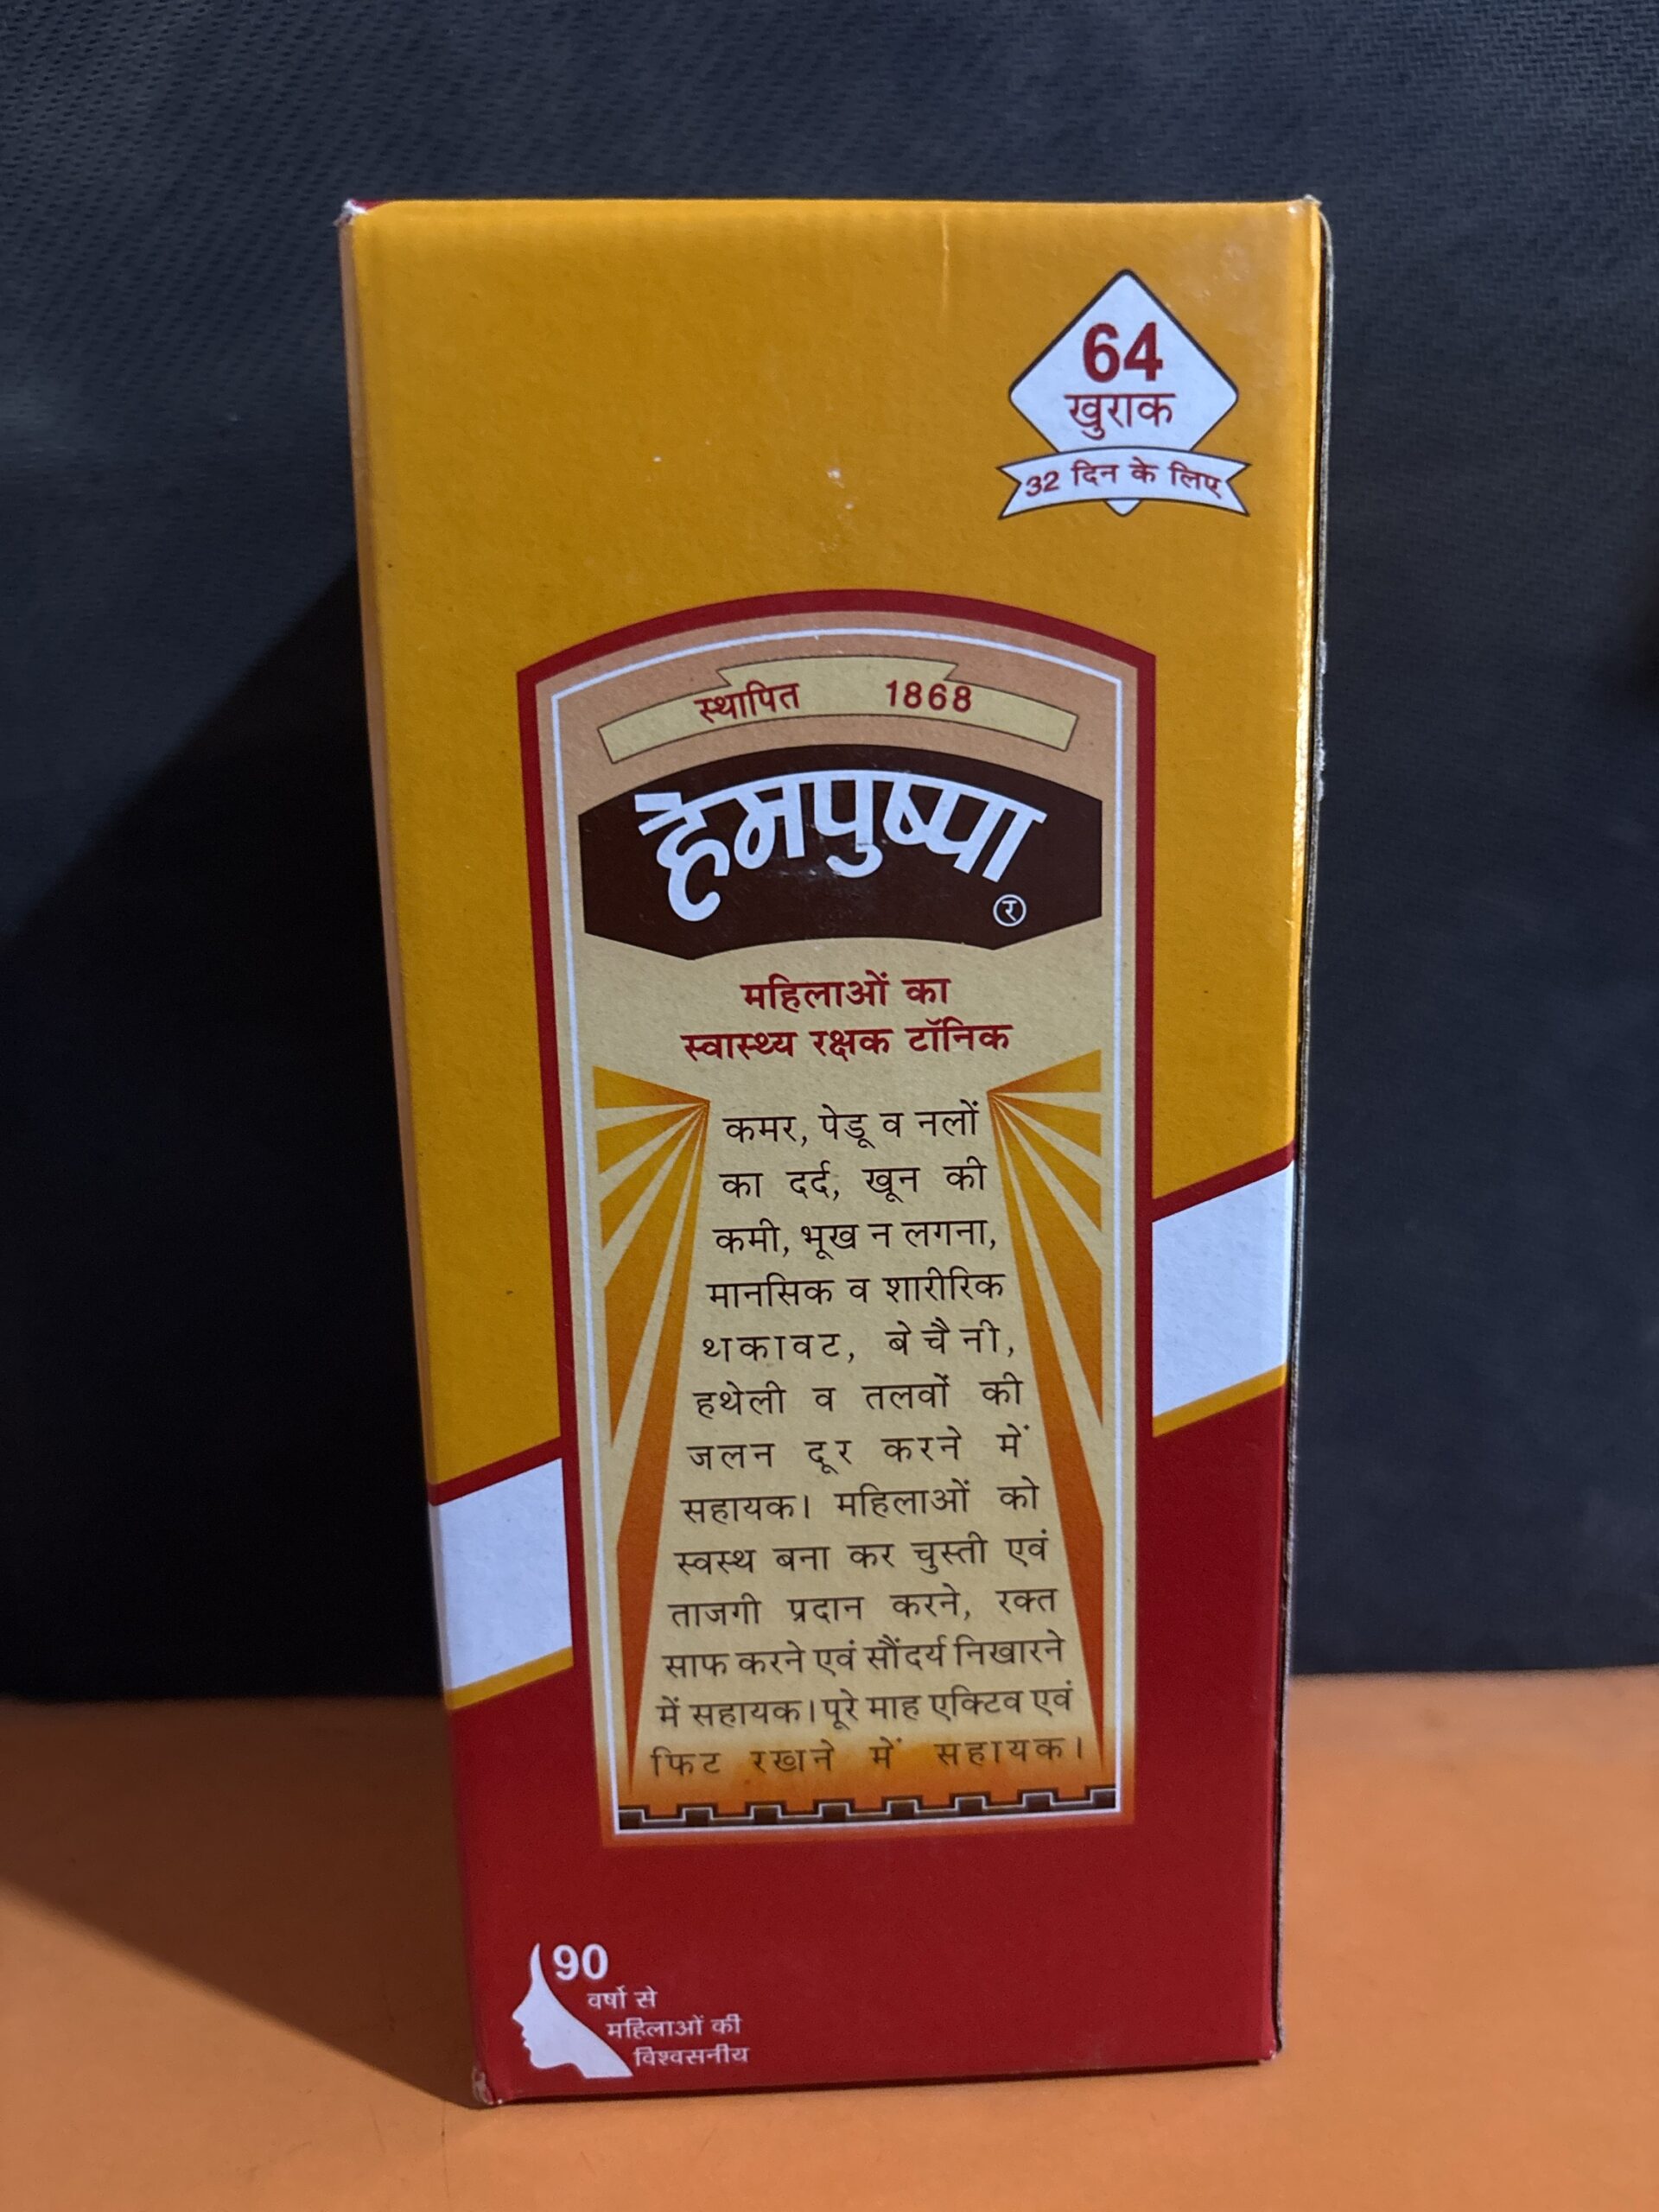 64
खुराक
32 दिन के लिए
स्थापित 1868
हेमपुष्पा
र
महिलाओं का
स्वास्थ्य रक्षक टॉनिक
कमर, पेडू व नलों
का दर्द, खून की
कमी, भूख न लगना,
मानसिक व शारीरिक
थकावट, बेचैनी,
हथेली व तलवों की
जलन दूर करने में
सहायक। महिलाओं को
स्वस्थ बना कर चुस्ती एवं
ताजगी प्रदान करने, रक्त
साफ करने एवं सौंदर्य निखारने
में सहायक। पूरे माह एक्टिव एवं
फिट रखने में सहायक।
90
वर्षो से
महिलाओं की
विश्वसनीय